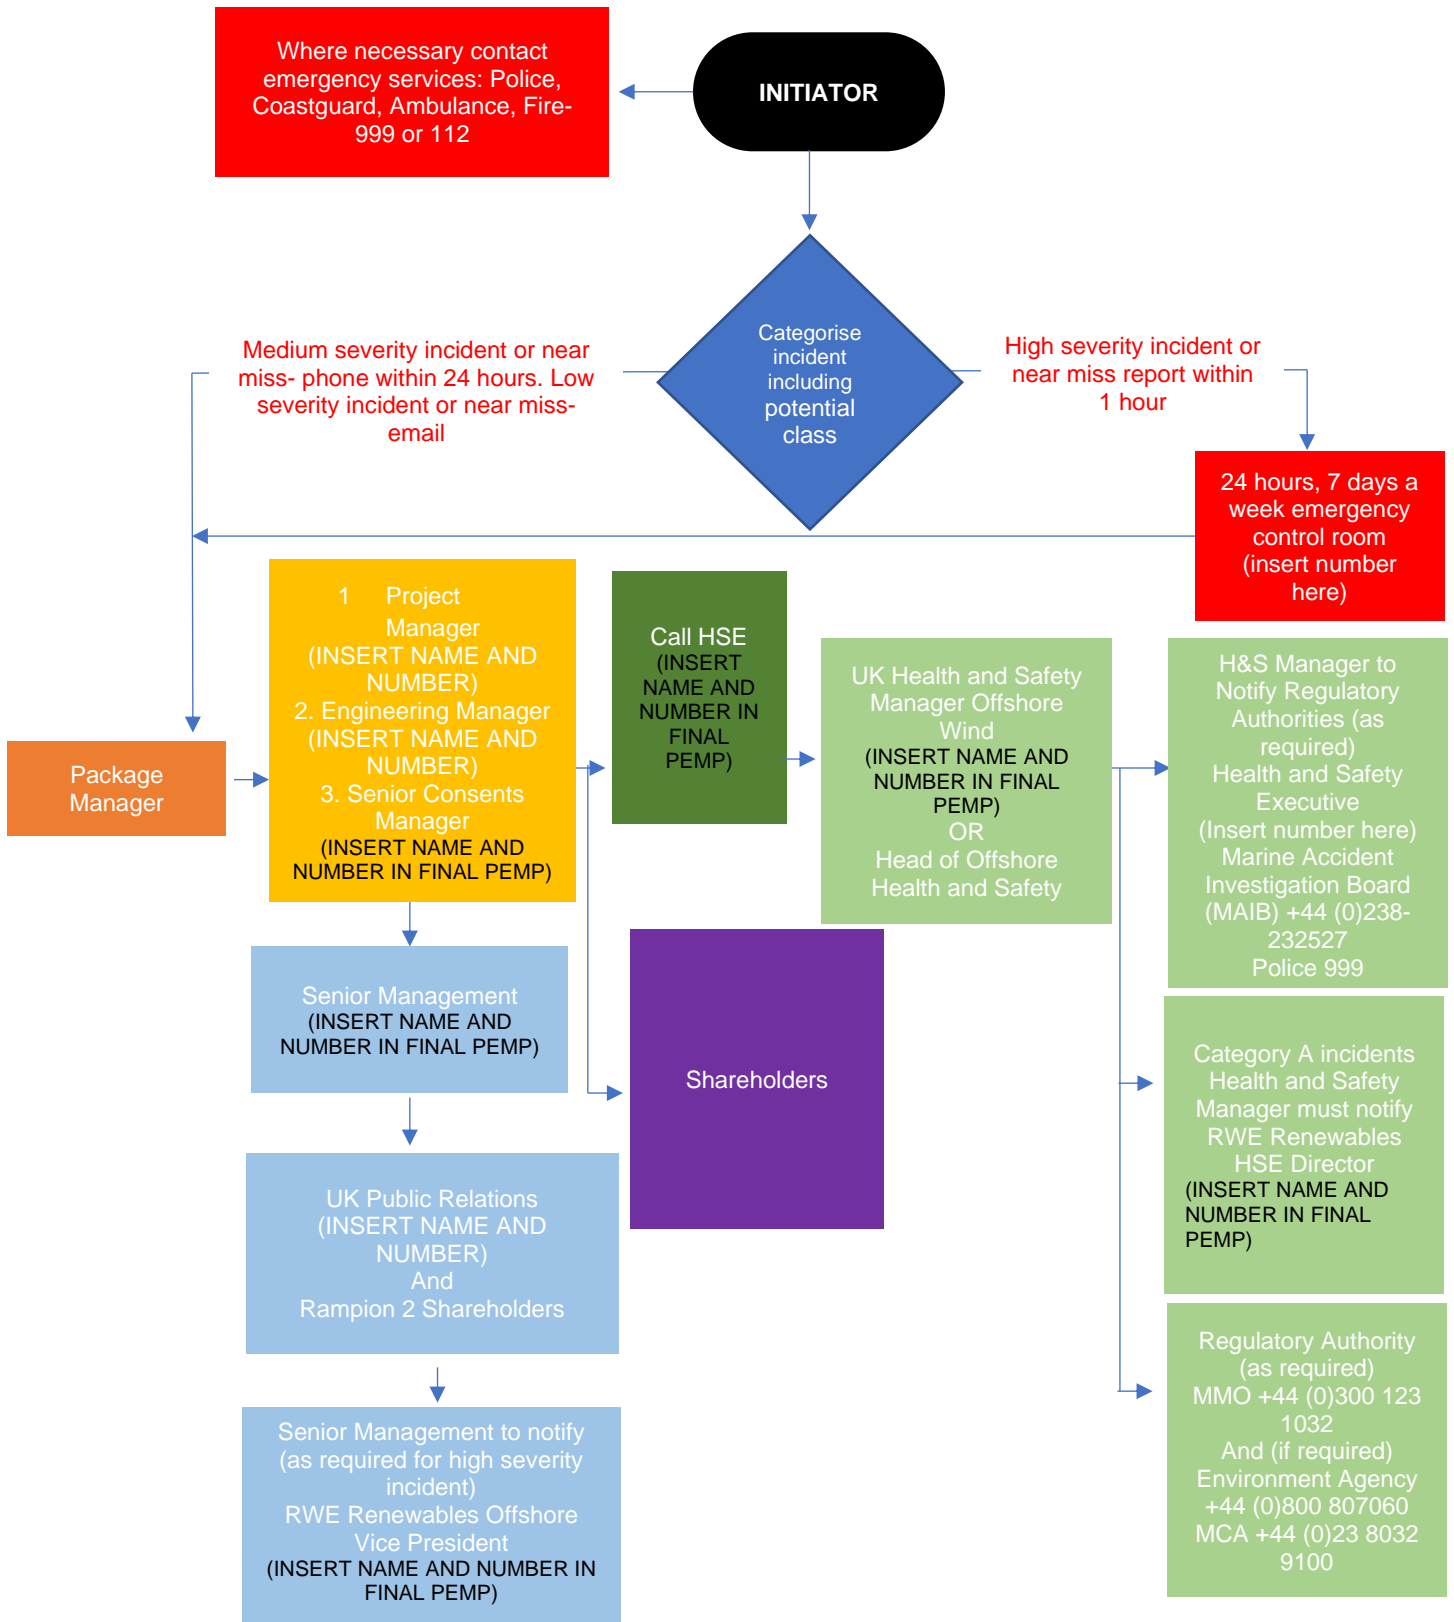 Where necessary contact
emergency services: Police,
Coastguard, Ambulance, Fire-
999 or 112
INITIATOR
Categorise
incident
including
potential
class
Medium severity incident or near
miss- phone within 24 hours. Low
severity incident or near miss-
email
High severity incident or
near miss report within
1 hour
24 hours, 7 days a
week emergency
control room
(insert number
here)
Package
Manager
1 Project
Manager
(INSERT NAME AND
NUMBER)
2. Engineering Manager
(INSERT NAME AND
NUMBER)
3. Senior Consents
Manager
(INSERT NAME AND
NUMBER IN FINAL PEMP)
Call HSE
(INSERT
NAME AND
NUMBER IN
FINAL
PEMP)
UK Health and Safety
Manager Offshore
Wind
(INSERT NAME AND
NUMBER IN FINAL
PEMP)
OR
Head of Offshore
Health and Safety
H&S Manager to
Notify Regulatory
Authorities (as
required)
Health and Safety
Executive
(Insert number here)
Marine Accident
Investigation Board
(MAIB) +44 (0)238-
232527
Police 999
Senior Management
(INSERT NAME AND
NUMBER IN FINAL PEMP)
Shareholders
Category A incidents
Health and Safety
Manager must notify
RWE Renewables
HSE Director
(INSERT NAME AND
NUMBER IN FINAL
PEMP)
UK Public Relations
(INSERT NAME AND
NUMBER)
And
Rampion 2 Shareholders
Regulatory Authority
(as required)
MMO +44 (0)300 123
1032
And (if required)
Environment Agency
+44 (0)800 807060
MCA +44 (0)23 8032
9100
Senior Management to notify
(as required for high severity
incident)
RWE Renewables Offshore
Vice President
(INSERT NAME AND NUMBER IN
FINAL PEMP)